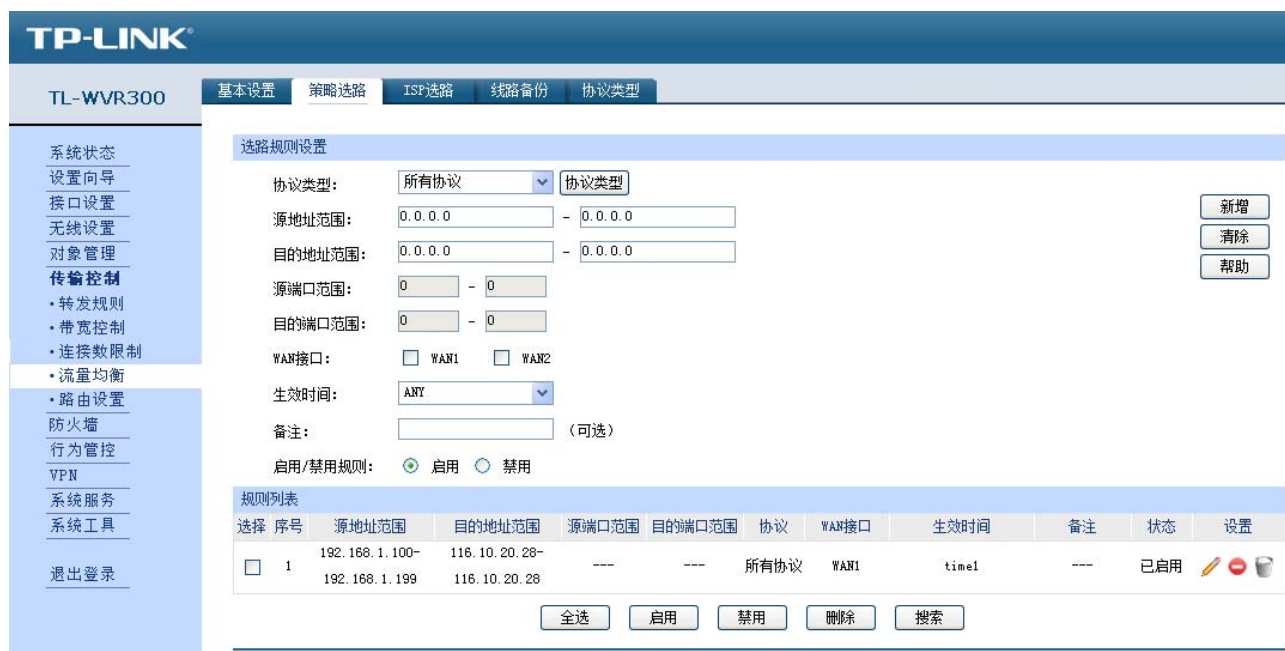 TP-LINK®
TL-WVR300
基本设置 策略选路 ISP选路 线路备份 协议类型
系统状态
设置向导
接口设置
无线设置
对象管理
传输控制
•转发规则
•带宽控制
•连接数限制
•流量均衡
•路由设置
防火墙
行为管控
VPN
系统服务
系统工具
退出登录
选路规则设置
协议类型: 所有协议 协议类型
源地址范围: 0.0.0.0 - 0.0.0.0
目的地址范围: 0.0.0.0 - 0.0.0.0
源端口范围: 0 - 0
目的端口范围: 0 - 0
WAN接口: WAN1 WAN2
生效时间: ANY
备注: (可选)
启用/禁用规则: 启用 禁用
新增
清除
帮助
规则列表
选择 序号 源地址范围 目的地址范围 源端口范围 目的端口范围 协议 WAN接口 生效时间 备注 状态 设置
1 192.168.1.100- 116.10.20.28- --- --- 所有协议 WAN1 time1 --- 已启用
192.168.1.199 116.10.20.28
全选 启用 禁用 删除 搜索